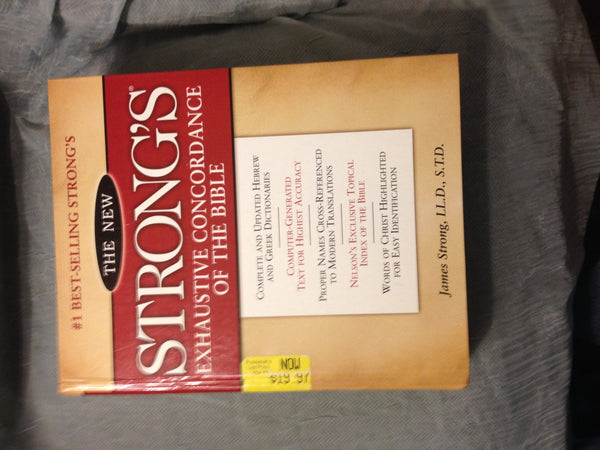 #1 BEST-SELLING STRONG'S
THE NEW
STRONG'S®
EXHAUSTIVE CONCORDANCE
OF THE BIBLE
COMPLETE AND UPDATED HEBREW
AND GREEK DICTIONARIES
COMPUTER-GENERATED
TEXT FOR HIGHEST ACCURACY
PROPER NAMES CROSS-REFERENCED
TO MODERN TRANSLATIONS
NELSON'S EXCLUSIVE TOPICAL
INDEX OF THE BIBLE
WORDS OF CHRIST HIGHLIGHTED
FOR EASY IDENTIFICATION
James Strong, LL.D., S.T.D.
NOW